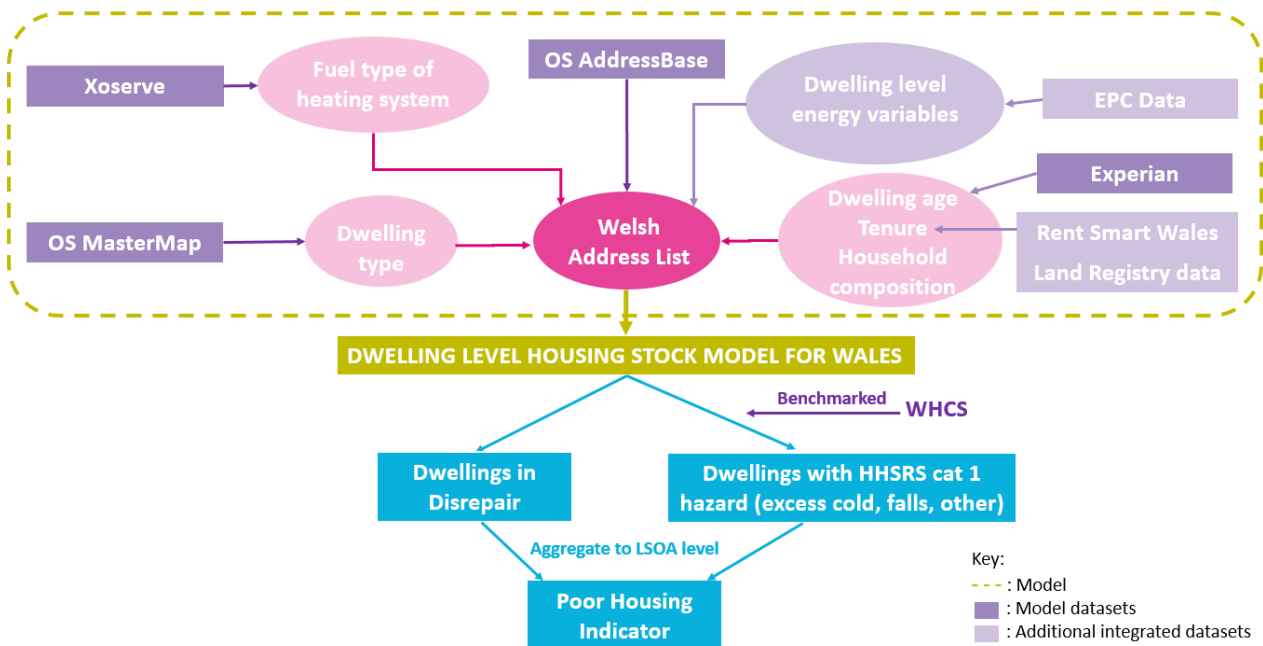 Xoserve
Fuel type of
heating system
OS AddressBase
Dwelling level
energy variables
EPC Data
Experian
OS MasterMap
Dwelling
type
Welsh
Address List
Dwelling age
Tenure
Household
composition
Rent Smart Wales
Land Registry data
DWELLING LEVEL HOUSING STOCK MODEL FOR WALES
Benchmarked
WHCS
Dwellings in
Disrepair
Dwellings with HHSRS cat 1
hazard (excess cold, falls, other)
Aggregate to LSOA level
Poor Housing
Indicator
Key:
: Model
: Model datasets
: Additional integrated datasets